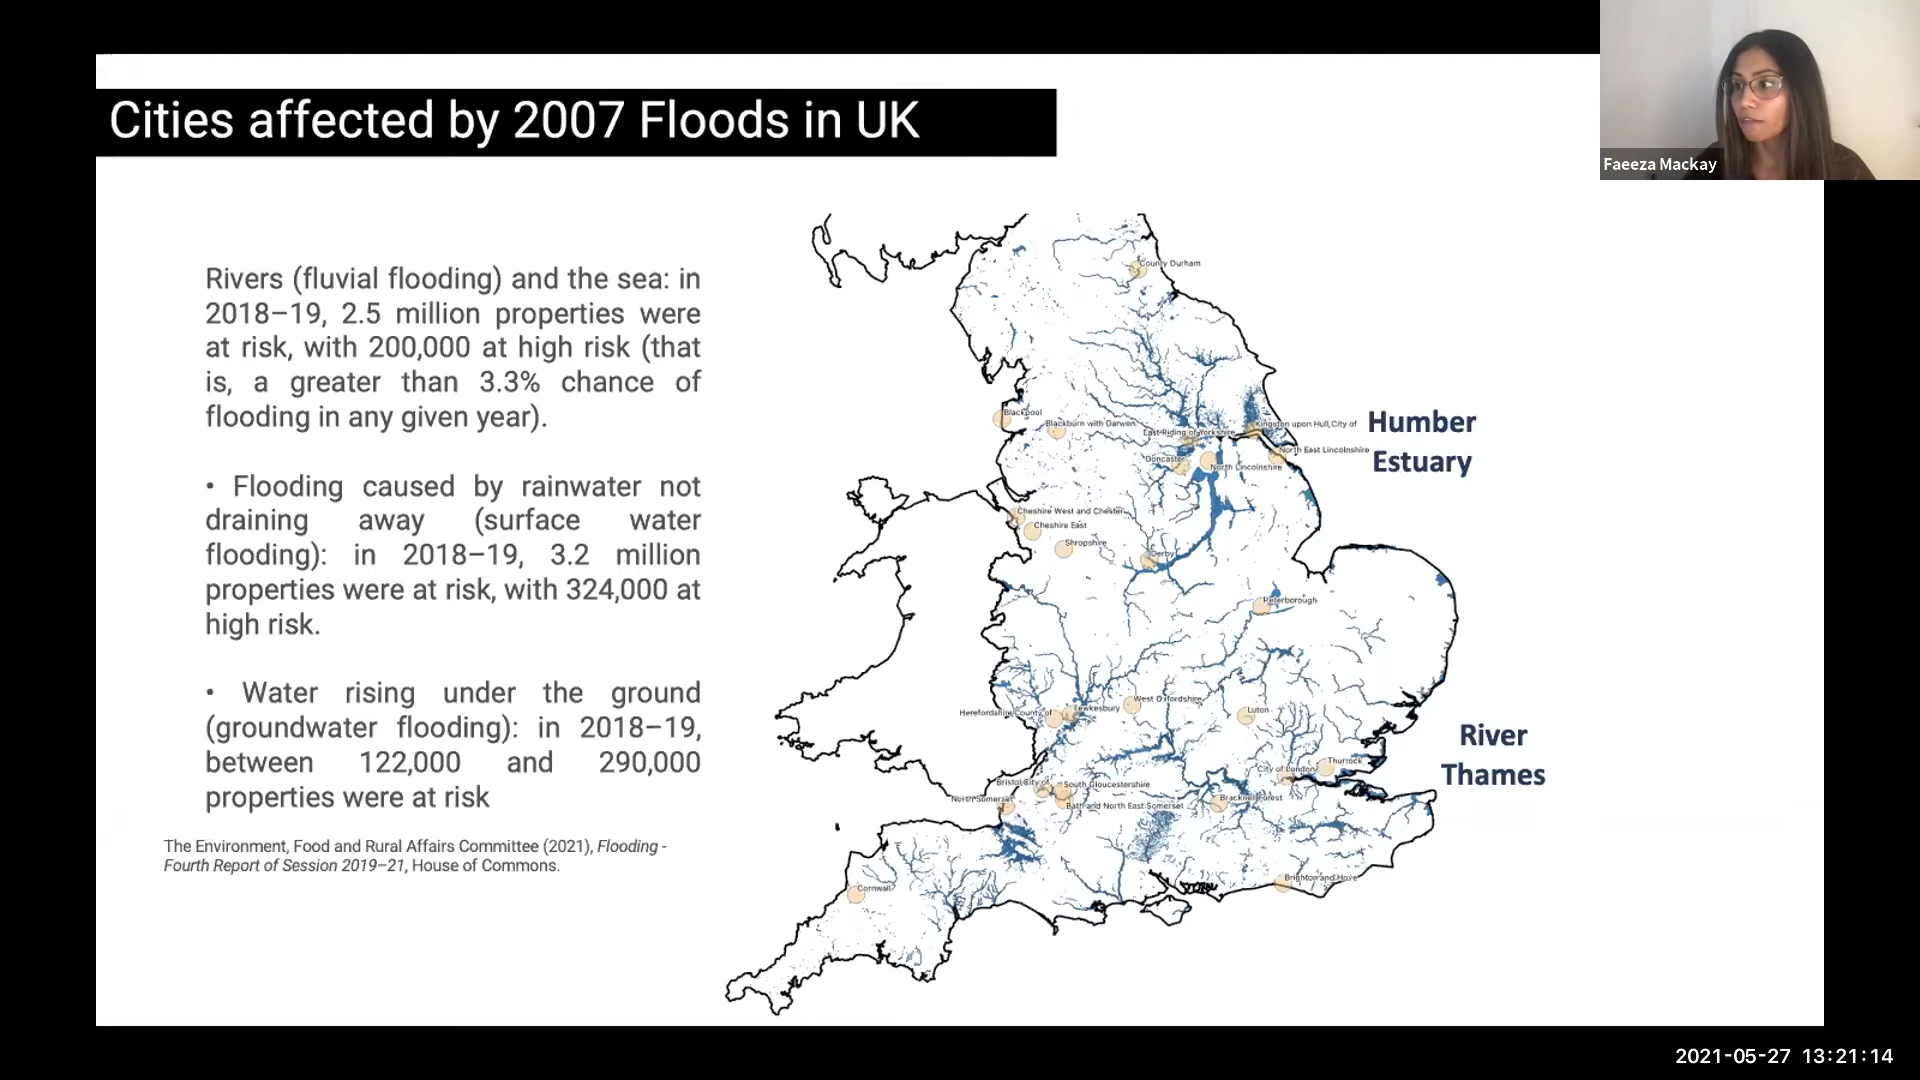 Cities affected by 2007 Floods in UK
Faeeza Mackay
Rivers (fluvial flooding) and the sea: in
2018–19, 2.5 million properties were
at risk, with 200,000 at high risk (that
is, a greater than 3.3% chance of
flooding in any given year).
• Flooding caused by rainwater not
draining away (surface water
flooding): in 2018–19, 3.2 million
properties were at risk, with 324,000 at
high risk.
• Water rising under the ground
(groundwater flooding): in 2018–19,
between 122,000 and 290,000
properties were at risk
The Environment, Food and Rural Affairs Committee (2021), Flooding -
Fourth Report of Session 2019–21, House of Commons.
County Durham
Blackpool
Blackburn with Darwen
East Riding of Yorkshire
Kingston upon Hull, City of
North East Lincolnshire
Doncaster
North Lincolnshire
Humber
Estuary
Cheshire West and Chester
Cheshire East
Shropshire
Derby
Peterborough
West Oxfordshire
Herefordshire, County of
Tewkesbury
Luton
River
Thames
City of London
Thurrock
Bristol, City of
South Gloucestershire
North Somerset
Bath and North East Somerset
Bracknell Forest
Brighton and Hove
Cornwall
2021-05-27 13:21:14